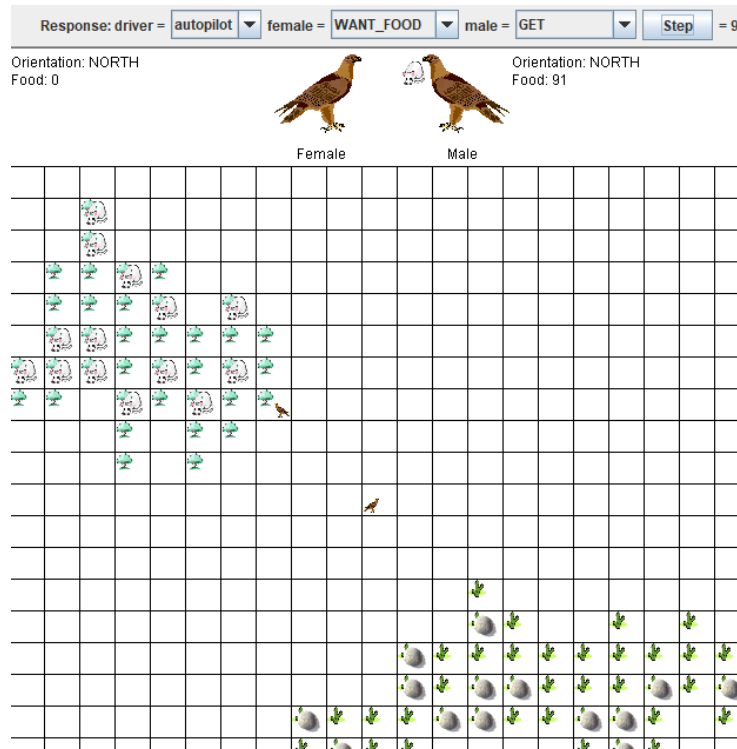 Response: driver = autopilot female = WANT_FOOD male = GET Step = 9
Orientation: NORTH
Food: 0
Orientation: NORTH
Food: 91
Female
Male